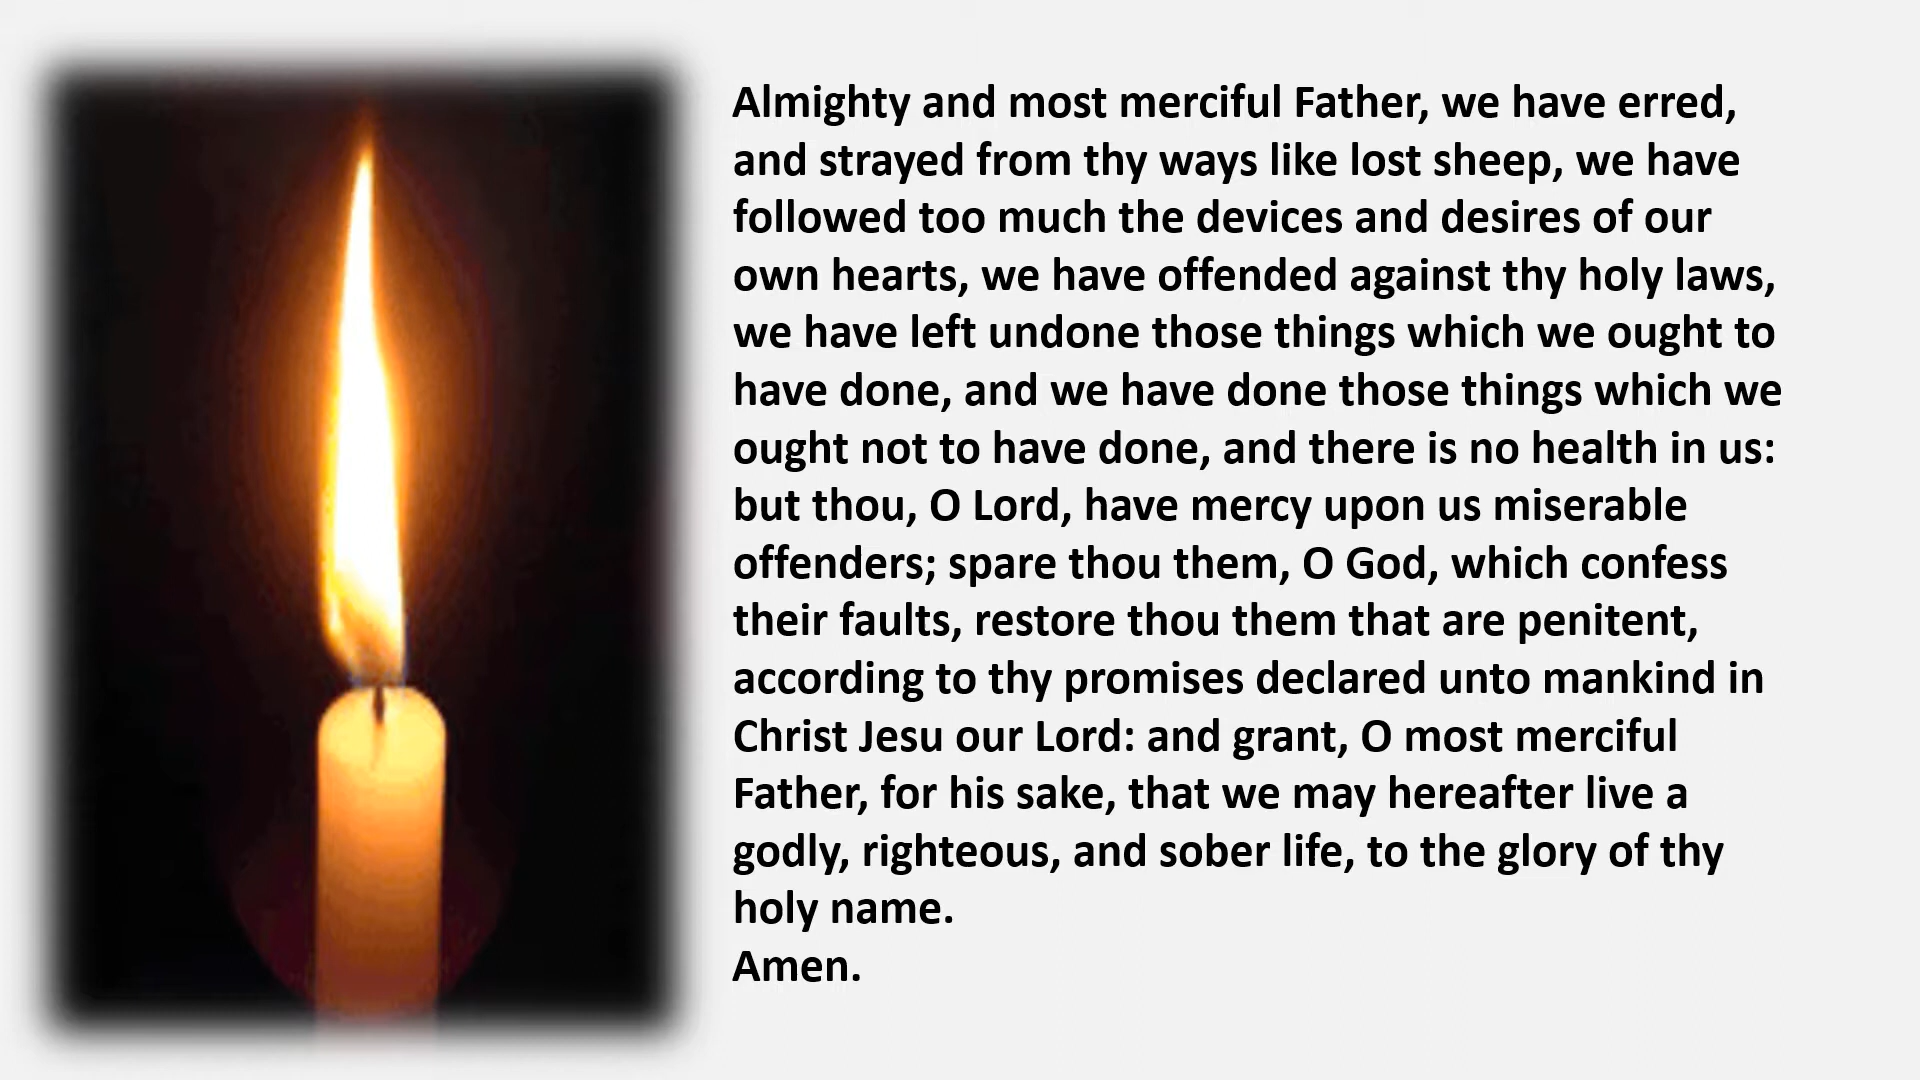 Almighty and most merciful Father, we have erred,
and strayed from thy ways like lost sheep, we have
followed too much the devices and desires of our
own hearts, we have offended against thy holy laws,
we have left undone those things which we ought to
have done, and we have done those things which we
ought not to have done, and there is no health in us:
but thou, O Lord, have mercy upon us miserable
offenders; spare thou them, O God, which confess
their faults, restore thou them that are penitent,
according to thy promises declared unto mankind in
Christ Jesu our Lord: and grant, O most merciful
Father, for his sake, that we may hereafter live a
godly, righteous, and sober life, to the glory of thy
holy name.
Amen.